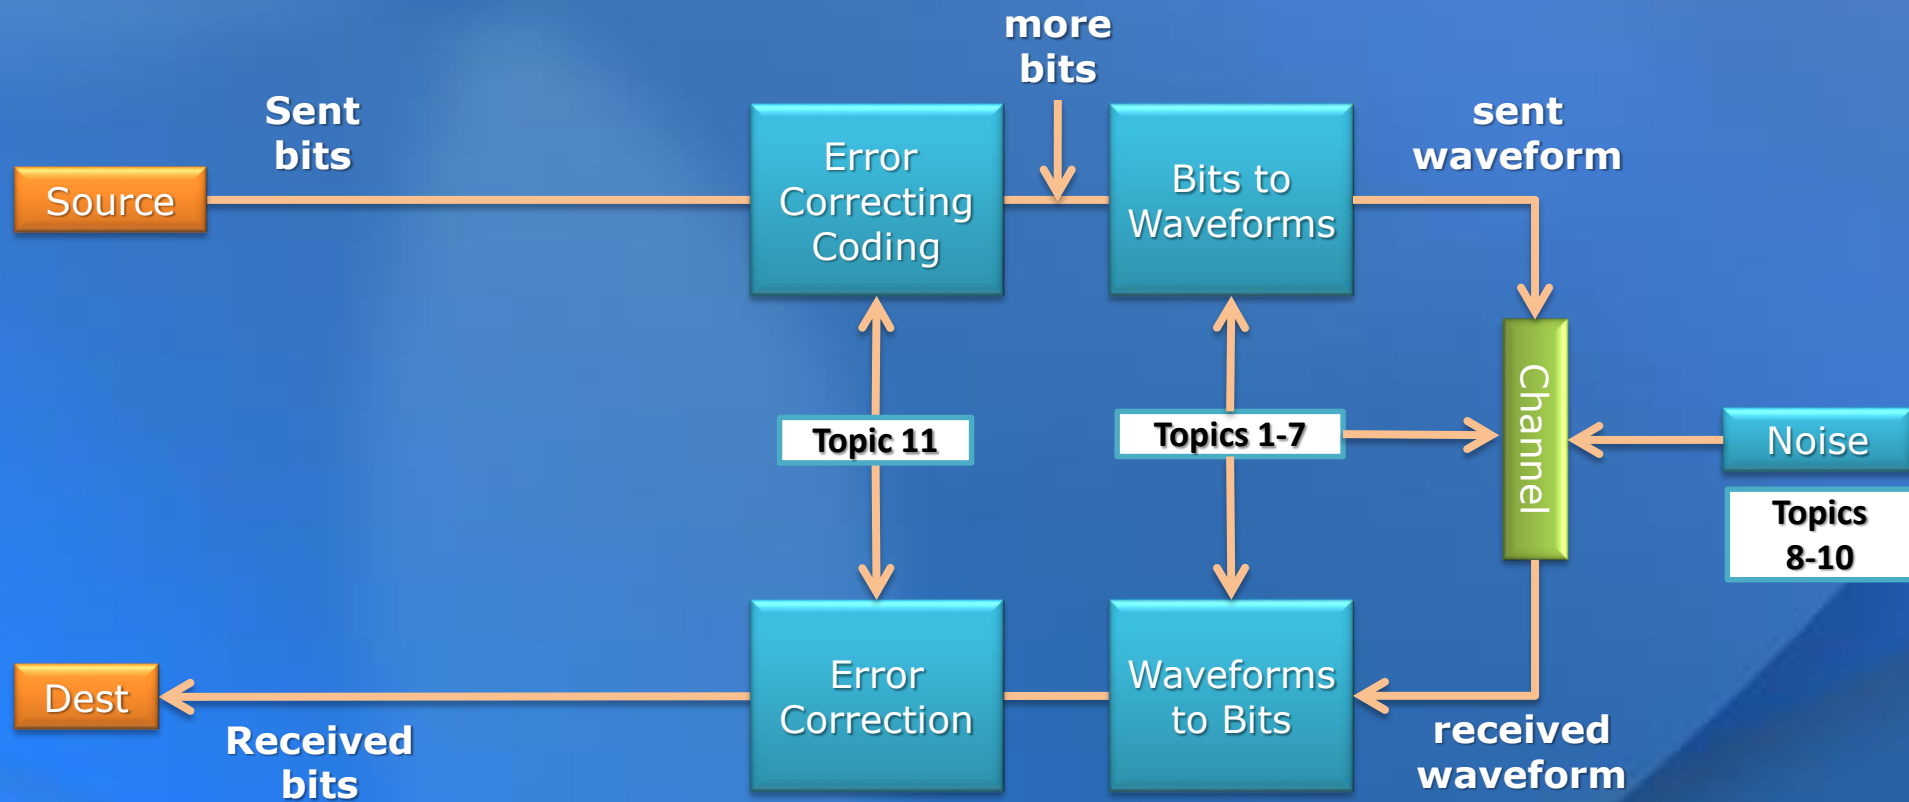 more
bits
Sent
bits
sent
waveform
Source
Error
Correcting
Coding
Bits to
Waveforms
Channel
Topic 11
Topics 1-7
Noise
Topics
8-10
Dest
Error
Correction
Waveforms
to Bits
Received
bits
received
waveform